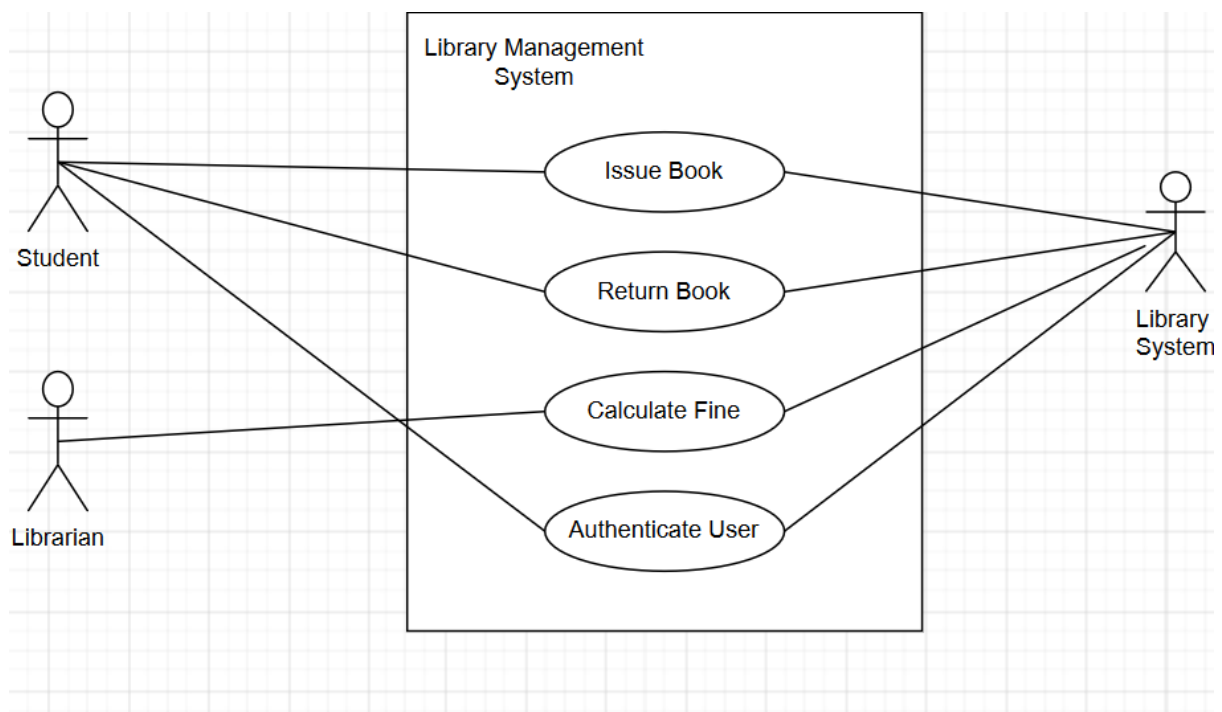 Library Management
System
Issue Book
Student
Return Book
Library
System
Calculate Fine
Librarian
Authenticate User